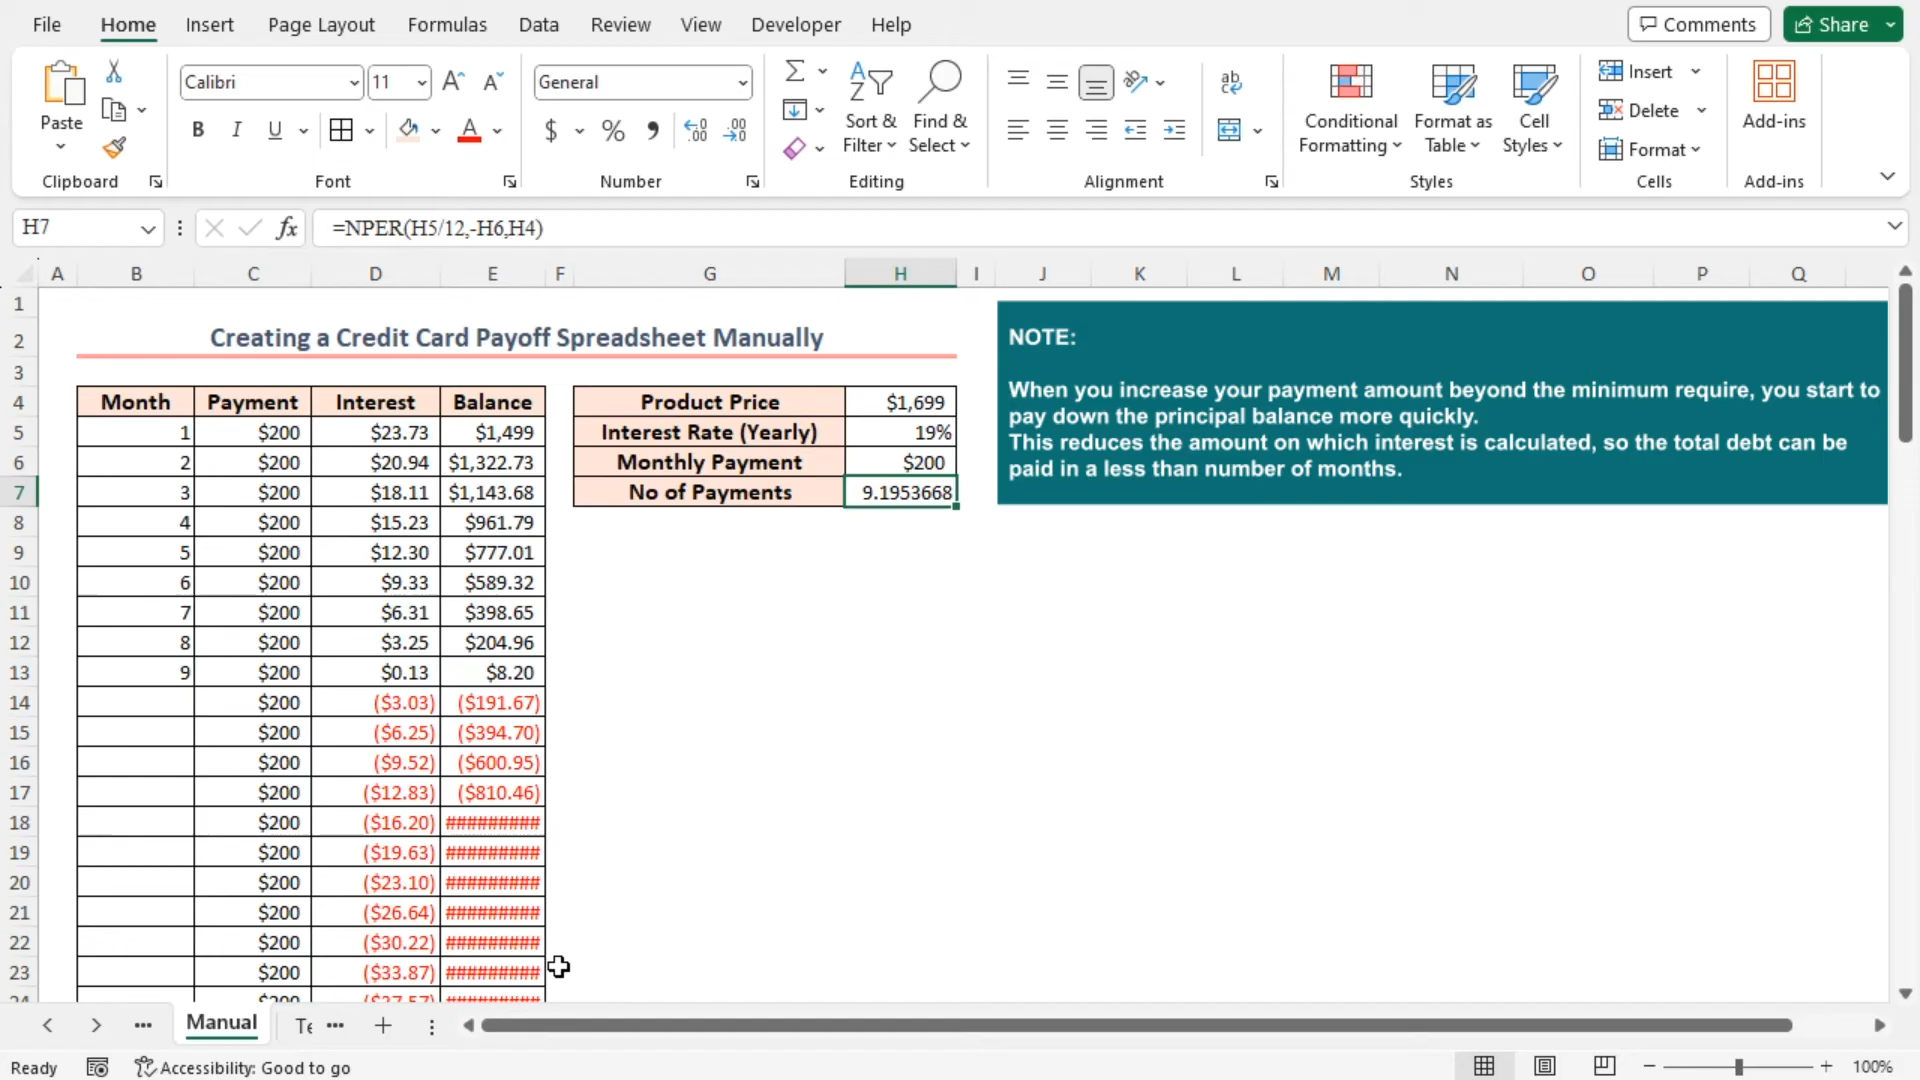 File Home Insert Page Layout Formulas Data Review View Developer Help Comments Share
Paste
Clipboard
Calibri 11
B I U A
Font
General
$ % , .00
Number
Sort & Filter
Find & Select
Editing
ab
Alignment
Conditional Formatting
Format as Table
Cell Styles
Styles
Insert
Delete
Format
Cells
Add-ins
Add-ins
H7 fx =NPER(H5/12,-H6,H4)
A B C D E F G H I J K L M N O P Q
1
2 Creating a Credit Card Payoff Spreadsheet Manually
3
4 Month Payment Interest Balance Product Price $1,699
5 1 $200 $23.73 $1,499 Interest Rate (Yearly) 19%
6 2 $200 $20.94 $1,322.73 Monthly Payment $200
7 3 $200 $18.11 $1,143.68 No of Payments 9.1953668
8 4 $200 $15.23 $961.79
9 5 $200 $12.30 $777.01
10 6 $200 $9.33 $589.32
11 7 $200 $6.31 $398.65
12 8 $200 $3.25 $204.96
13 9 $200 $0.13 $8.20
14 $200 ($3.03) ($191.67)
15 $200 ($6.25) ($394.70)
16 $200 ($9.52) ($600.95)
17 $200 ($12.83) ($810.46)
18 $200 ($16.20) #########
19 $200 ($19.63) #########
20 $200 ($23.10) #########
21 $200 ($26.64) #########
22 $200 ($30.22) #########
23 $200 ($33.87) #########
24 $200 ($37.57) #########
NOTE:
When you increase your payment amount beyond the minimum require, you start to
pay down the principal balance more quickly.
This reduces the amount on which interest is calculated, so the total debt can be
paid in a less than number of months.
Manual Te
Ready Accessibility: Good to go 100%